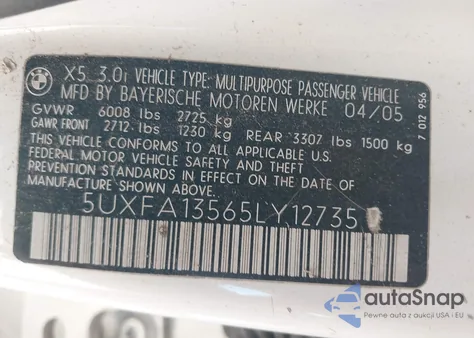 BMW
X5 3.0i VEHICLE TYPE: MULTIPURPOSE PASSENGER VEHICLE
MFD BY BAYERISCHE MOTOREN WERKE 04/05
GVWR 6008 lbs 2725 kg
GAWR FRONT 2712 lbs 1230 kg REAR 3307 lbs 1500 kg
THIS VEHICLE CONFORMS TO ALL APPLICABLE U.S.
FEDERAL MOTOR VEHICLE SAFETY AND THEFT
PREVENTION STANDARDS IN EFFECT ON THE DATE OF
MANUFACTURE SHOWN ABOVE.
5UXFA13565LY12735
7 012 956
autoSnap
Pewne auta z aukcji USA i EU